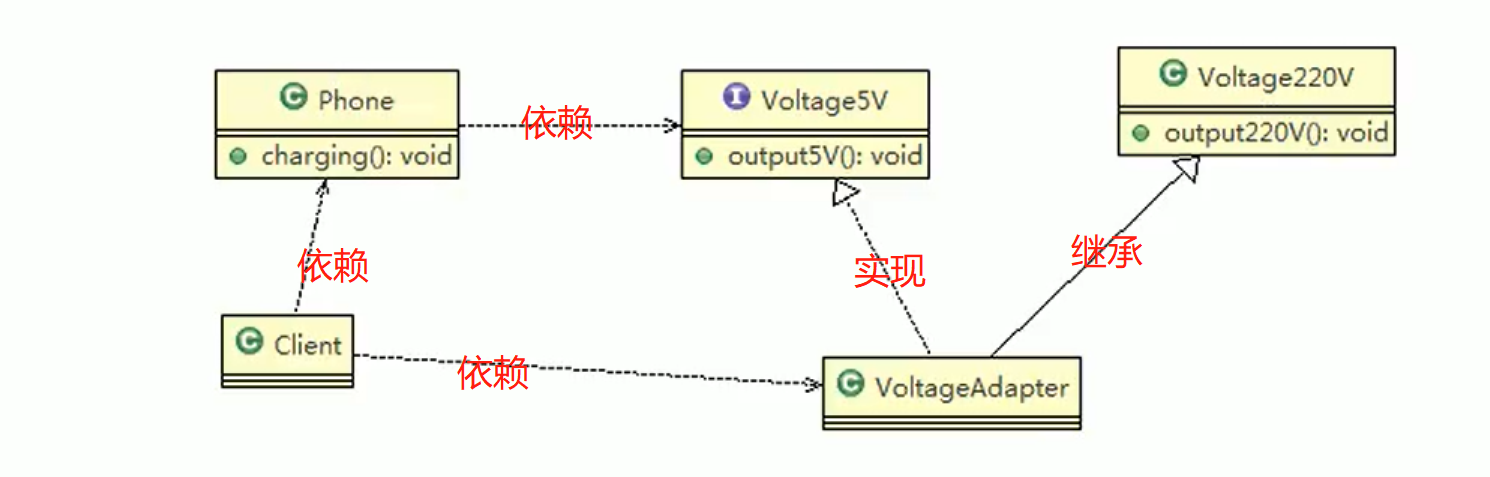 C Voltage220V
C Phone
I Voltage5V
依赖
output220V(): void
charging(): void
output5V(): void
依赖
实现
继承
C Client
依赖
C VoltageAdapter